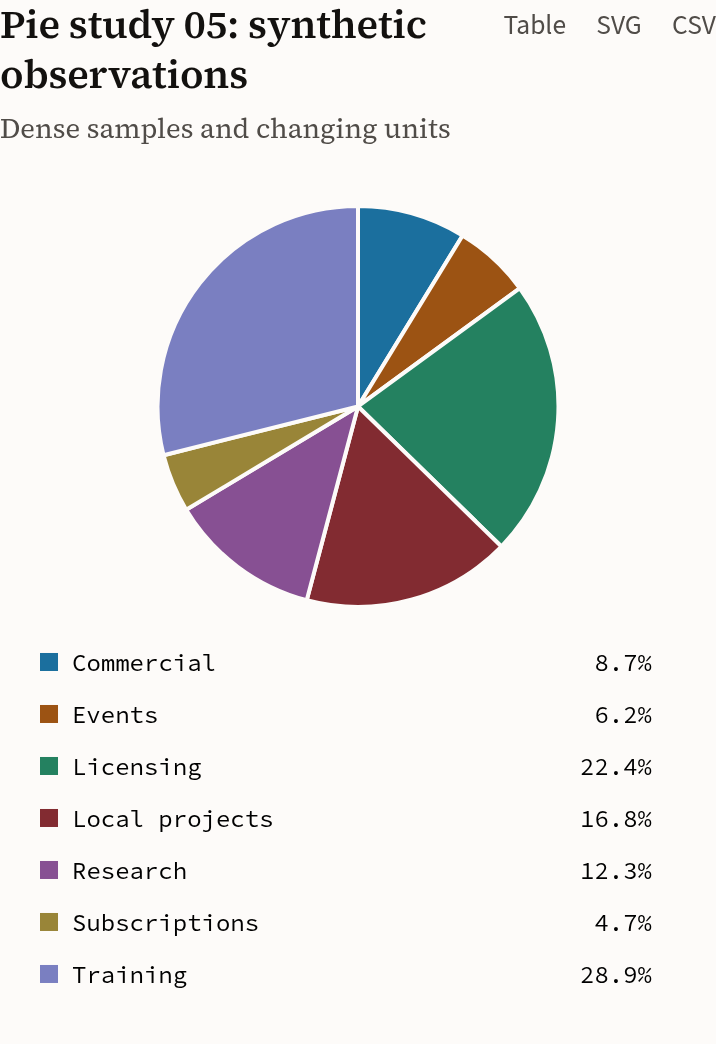 Pie study 05: synthetic
observations
Table SVG CSV
Dense samples and changing units
Commercial 8.7%
Events 6.2%
Licensing 22.4%
Local projects 16.8%
Research 12.3%
Subscriptions 4.7%
Training 28.9%